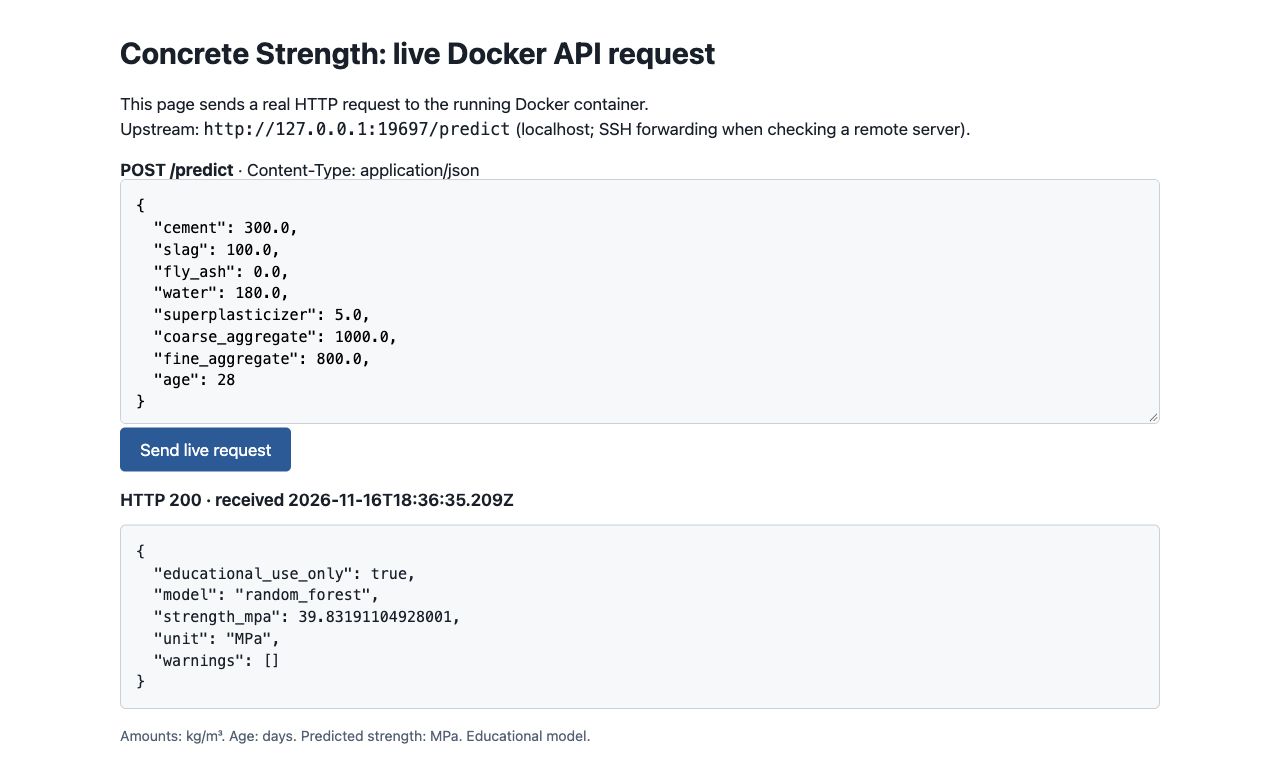 Concrete Strength: live Docker API request
This page sends a real HTTP request to the running Docker container.
Upstream: http://127.0.0.1:19697/predict (localhost; SSH forwarding when checking a remote server).
POST /predict · Content-Type: application/json
{
  "cement": 300.0,
  "slag": 100.0,
  "fly_ash": 0.0,
  "water": 180.0,
  "superplasticizer": 5.0,
  "coarse_aggregate": 1000.0,
  "fine_aggregate": 800.0,
  "age": 28
}
Send live request
HTTP 200 · received 2026-11-16T18:36:35.209Z
{
  "educational_use_only": true,
  "model": "random_forest",
  "strength_mpa": 39.83191104928001,
  "unit": "MPa",
  "warnings": []
}
Amounts: kg/m³. Age: days. Predicted strength: MPa. Educational model.